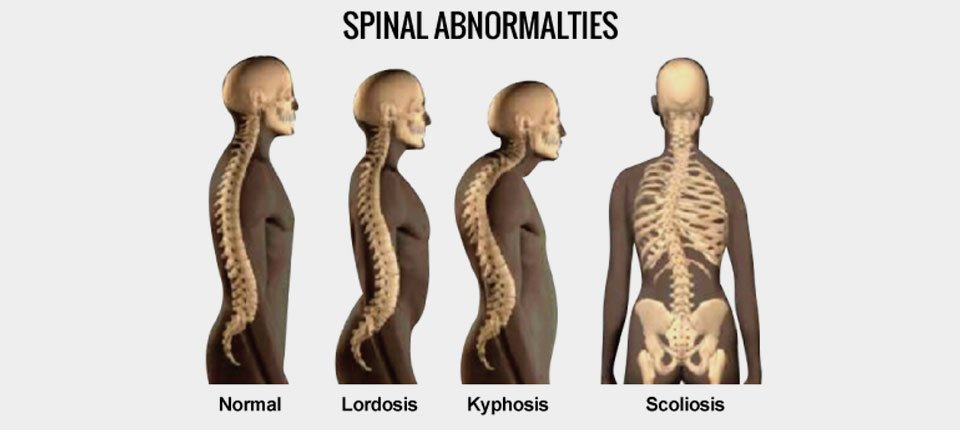 SPINAL ABNORMALTIES
Normal
Lordosis
Kyphosis
Scoliosis